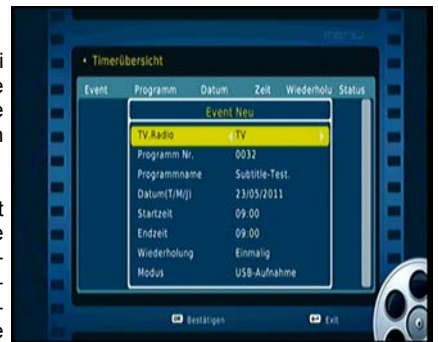 menu
• Timerübersicht
Event Programm Datum Zeit Wiederholu Status
Event Neu
TV.Radio TV
Programm Nr. 0032
Programmname Subtitle-Test.
Datum(T/M/J) 23/05/2011
Startzeit 09:00
Endzeit 09:00
Wiederholung Einmalig
Modus USB-Aufnahme
OK Bestätigen Exit